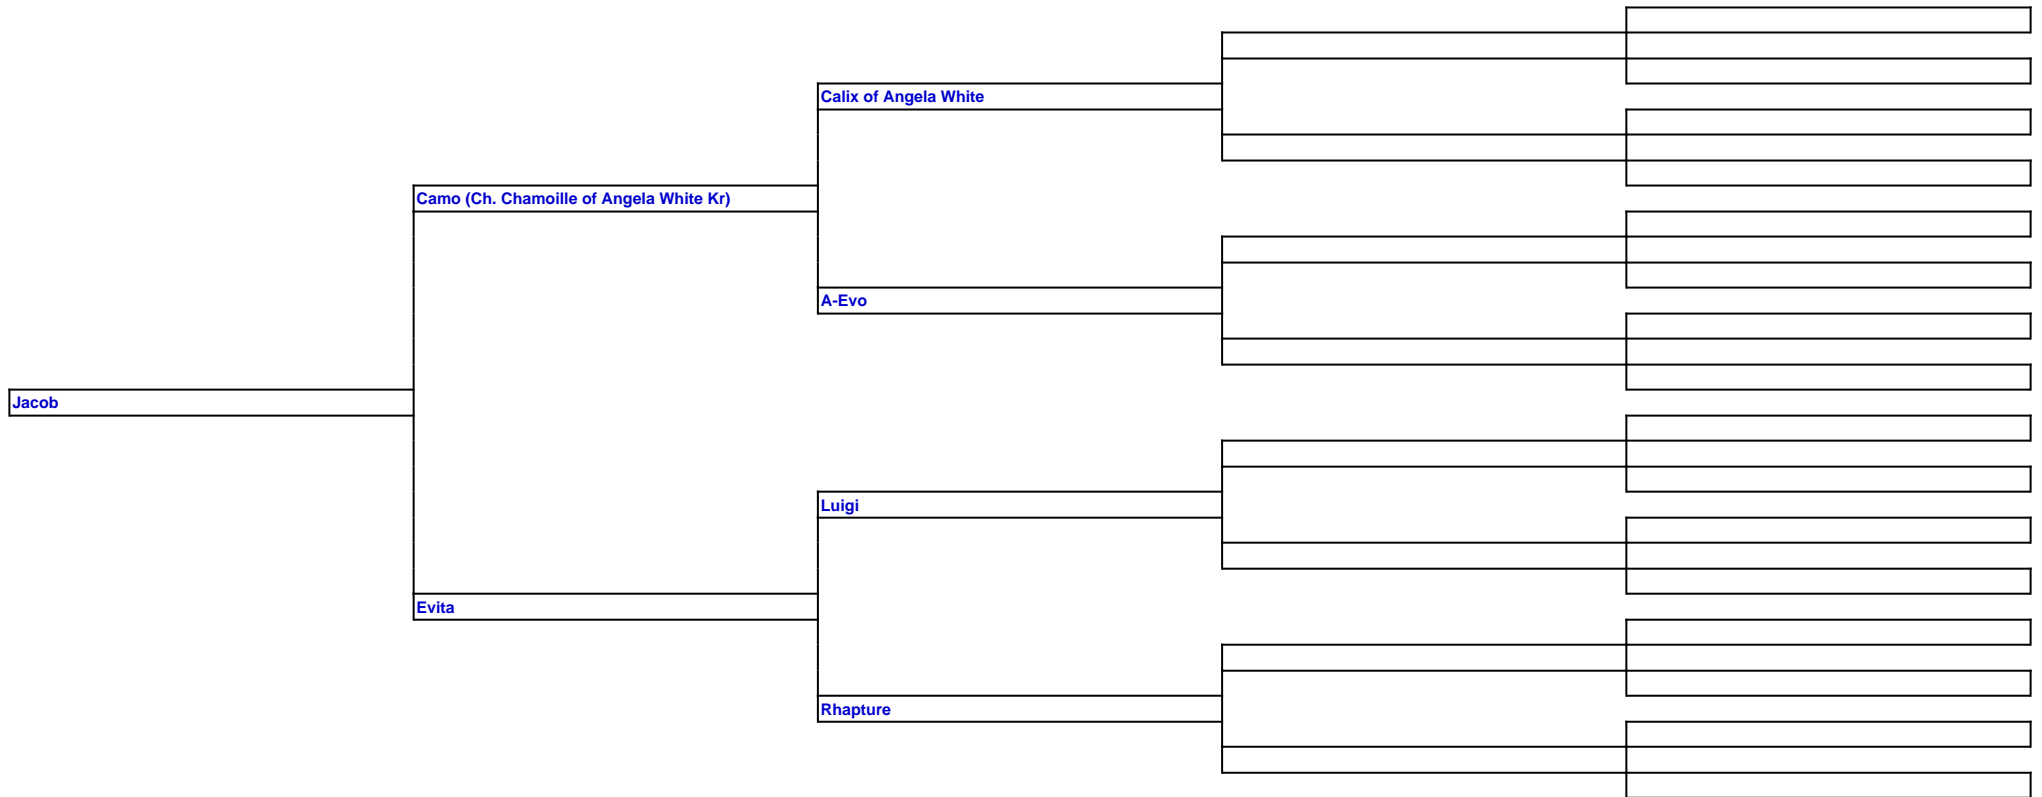 Calix of Angela White
Camo (Ch. Chamoille of Angela White Kr)
A-Evo
Jacob
Luigi
Evita
Rhapture